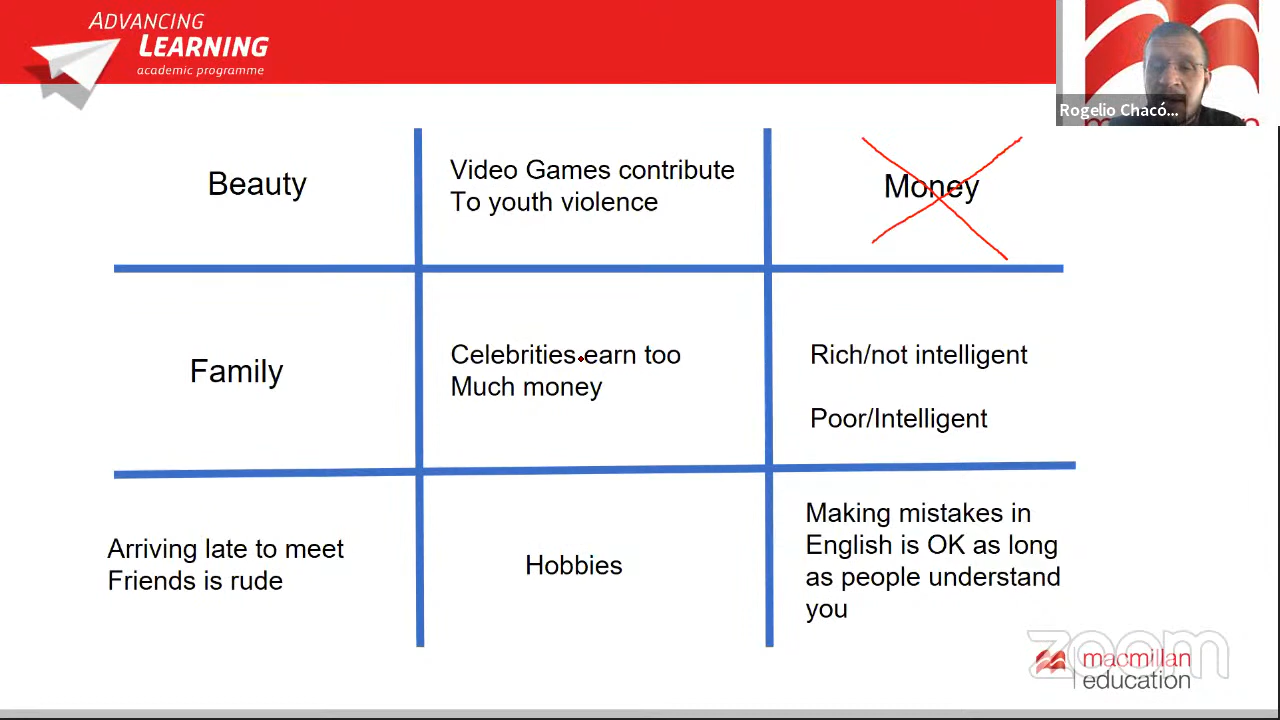 ADVANCING
LEARNING
academic programme
Rogelio Chacó...
Beauty
Video Games contribute
To youth violence
Money
Family
Celebrities earn too
Much money
Rich/not intelligent
Poor/Intelligent
Arriving late to meet
Friends is rude
Hobbies
Making mistakes in
English is OK as long
as people understand
you
zoom
macmillan
education